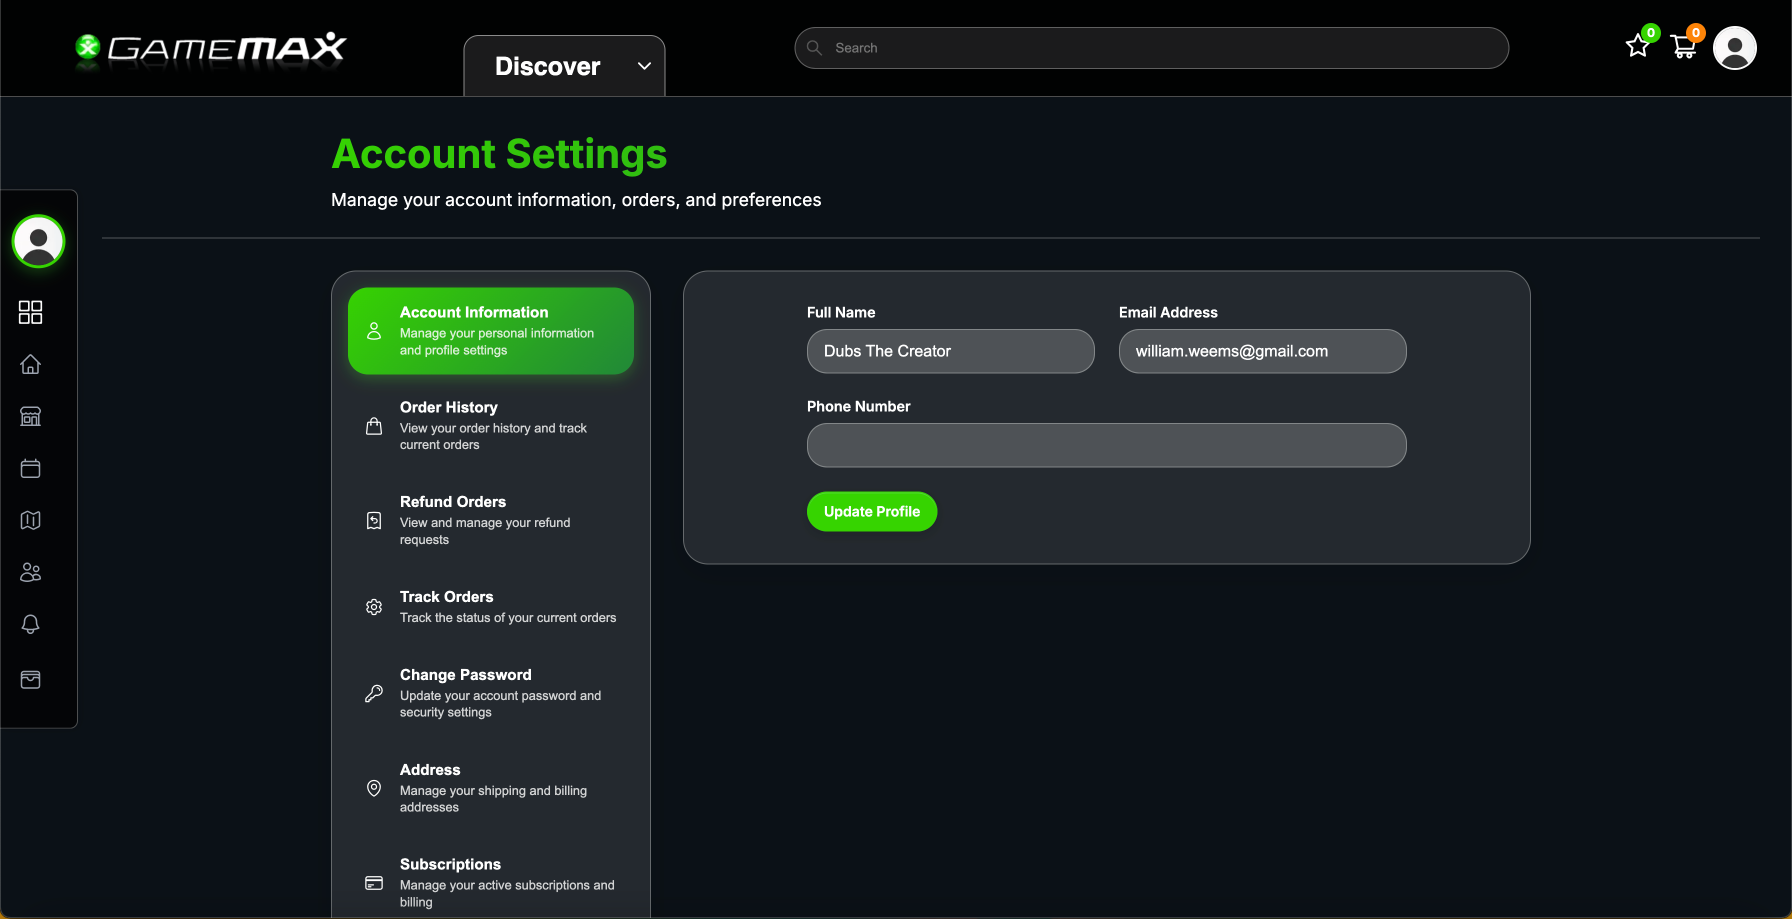 GAMEMAX
Discover
Search
0
0
Account Settings
Manage your account information, orders, and preferences
Account Information
Manage your personal information
and profile settings
Order History
View your order history and track
current orders
Refund Orders
View and manage your refund
requests
Track Orders
Track the status of your current orders
Change Password
Update your account password and
security settings
Address
Manage your shipping and billing
addresses
Subscriptions
Manage your active subscriptions and
billing
Full Name
Email Address
Dubs The Creator
william.weems@gmail.com
Phone Number
Update Profile